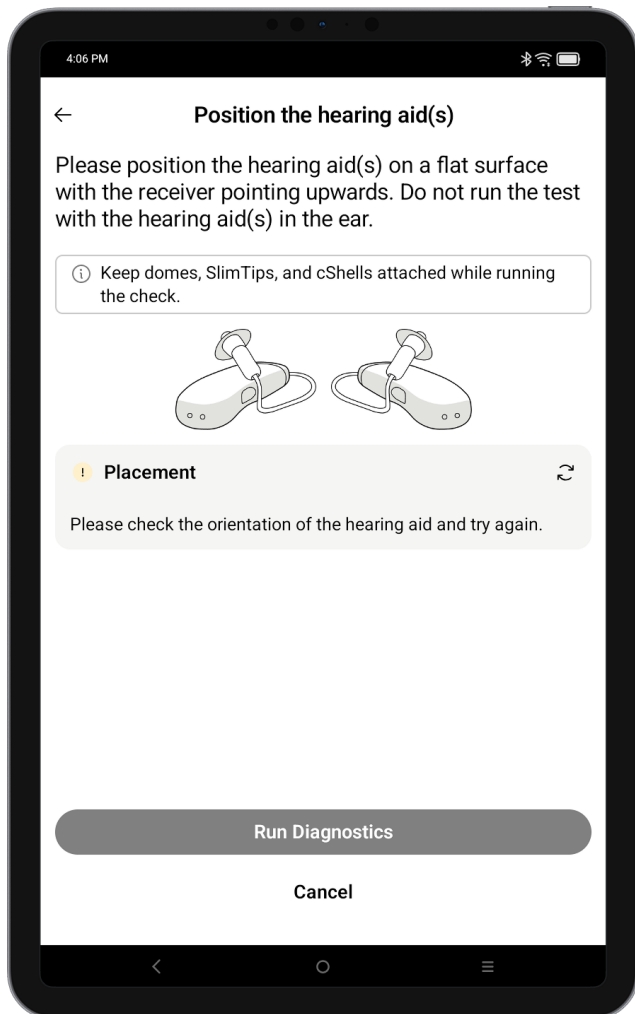 4:06 PM
Position the hearing aid(s)
Please position the hearing aid(s) on a flat surface
with the receiver pointing upwards. Do not run the test
with the hearing aid(s) in the ear.
Keep domes, SlimTips, and cShells attached while running
the check.
Placement
Please check the orientation of the hearing aid and try again.
Run Diagnostics
Cancel